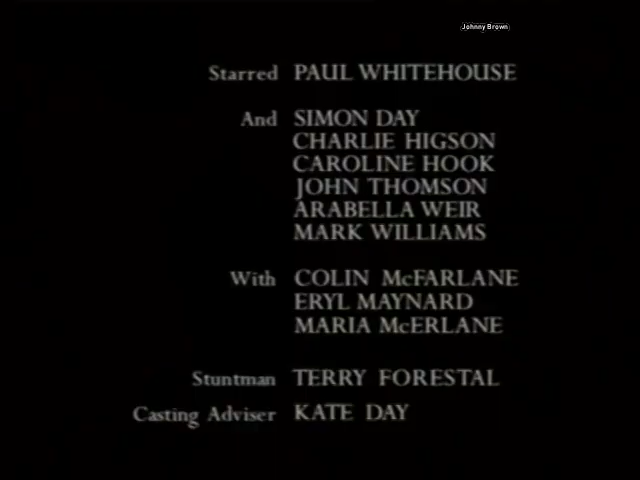 Johnny Brown
Starred PAUL WHITEHOUSE
And SIMON DAY
CHARLIE HIGSON
CAROLINE HOOK
JOHN THOMSON
ARABELLA WEIR
MARK WILLIAMS
With COLIN McFARLANE
ERYL MAYNARD
MARIA McERLANE
Stuntman TERRY FORESTAL
Casting Adviser KATE DAY